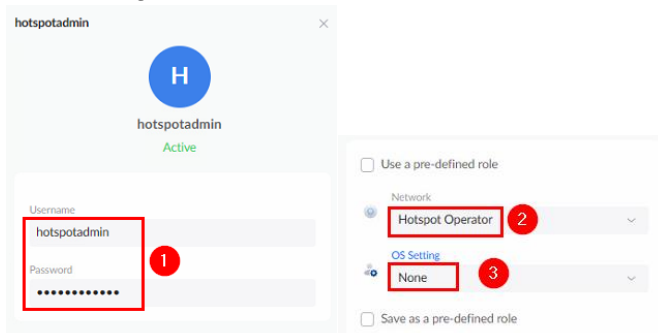 hotspotadmin
H
hotspotadmin
Active
Username
hotspotadmin
1
Password
••••••••••••
Use a pre-defined role
Network
Hotspot Operator
2
OS Setting
None
3
Save as a pre-defined role